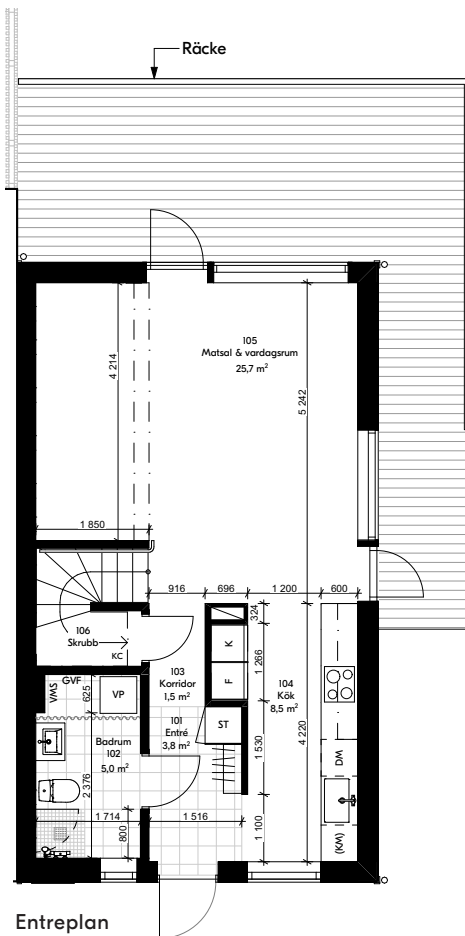 Räcke
105
Matsal & vardagsrum
25,7 m²
4 214
5 242
1 850
916
696
1 200
600
324
106
Skrubb
KC
K
1 266
F
103
Korridor
1,5 m²
104
Kök
8,5 m²
4 220
GVF
VMS
625
VP
101
Entré
3,8 m²
ST
1 530
DM
Badrum
102
5,0 m²
2 376
1 714
800
1 516
1 100
(KM)
Entreplan